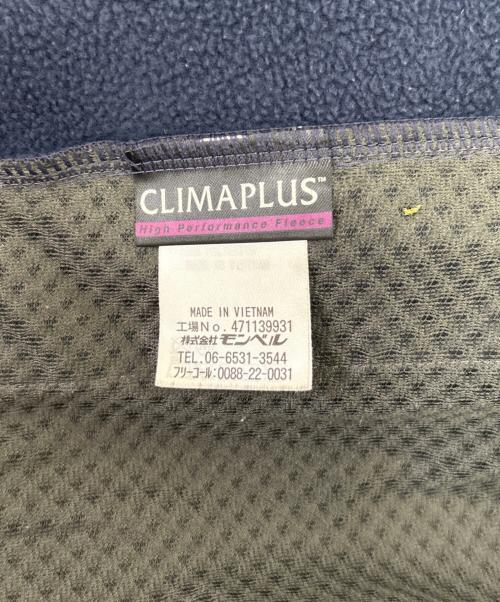 CLIMAPLUS™
High Performance Fleece
MADE IN VIETNAM
工場No. 471139931
株式会社モンベル
TEL.06-6531-3544
フリーコール:0088-22-0031